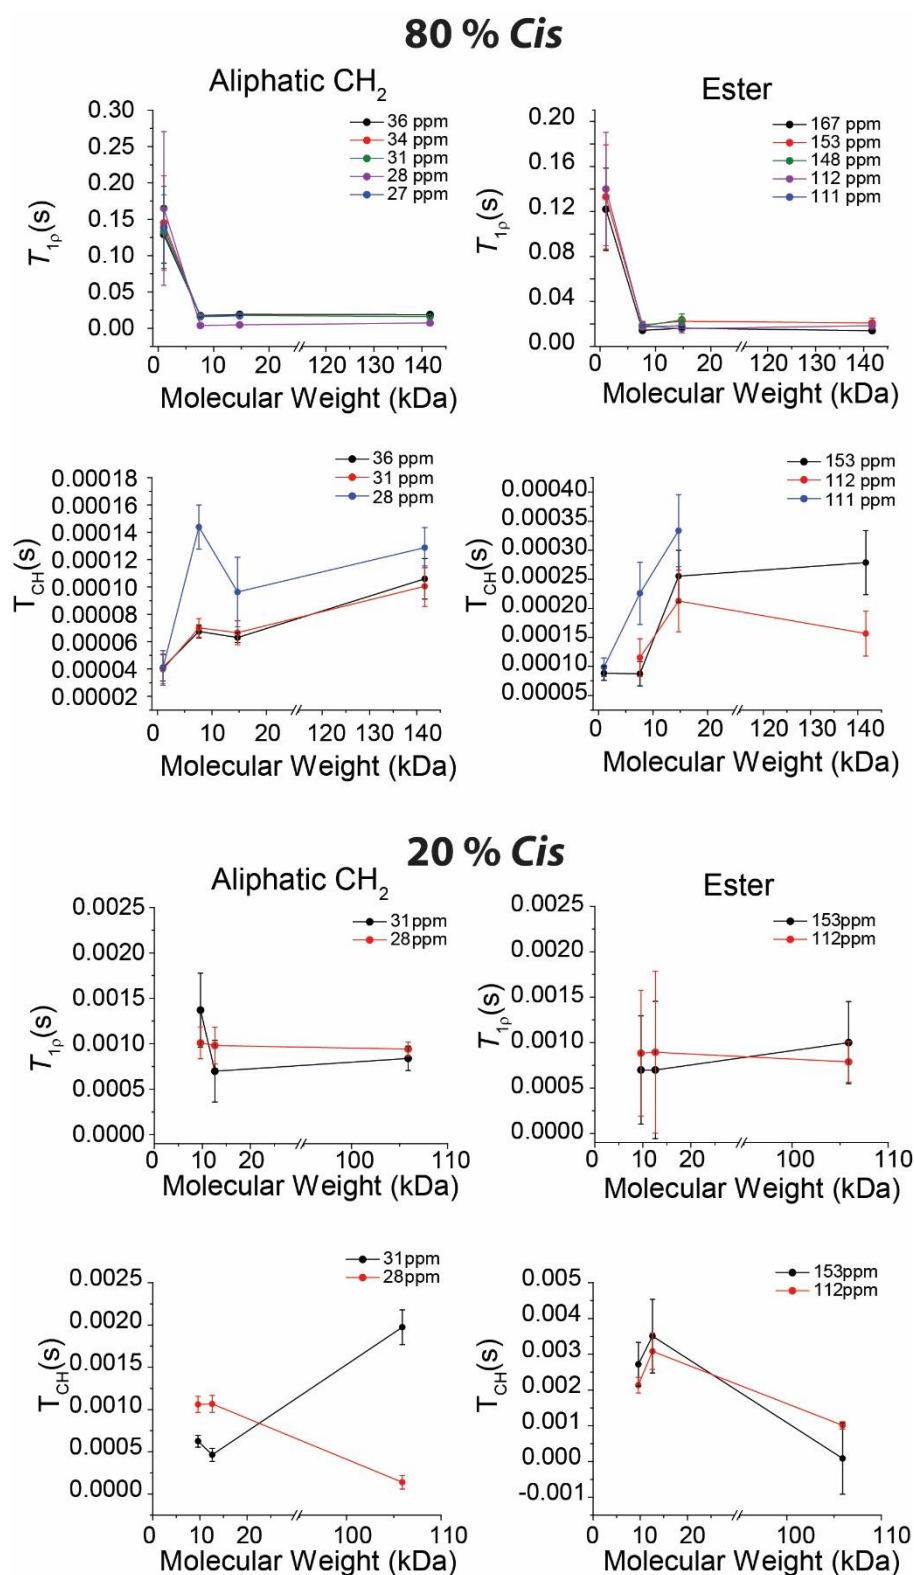 80 % Cis
Aliphatic CH2
Ester
T1ρ(s)
0.30
0.25
0.20
0.15
0.10
0.05
0.00
36 ppm
34 ppm
31 ppm
28 ppm
27 ppm
0 10 20 120 130 140
Molecular Weight (kDa)
T1ρ(s)
0.20
0.16
0.12
0.08
0.04
0.00
167 ppm
153 ppm
148 ppm
112 ppm
111 ppm
0 10 20 120 130 140
Molecular Weight (kDa)
TCH(s)
0.00018
0.00016
0.00014
0.00012
0.00010
0.00008
0.00006
0.00004
0.00002
36 ppm
31 ppm
28 ppm
0 10 20 120 130 140
Molecular Weight (kDa)
TCH(s)
0.00040
0.00035
0.00030
0.00025
0.00020
0.00015
0.00010
0.00005
153 ppm
112 ppm
111 ppm
0 10 20 120 130 140
Molecular Weight (kDa)
20 % Cis
Aliphatic CH2
Ester
T1ρ(s)
0.0025
0.0020
0.0015
0.0010
0.0005
0.0000
31ppm
28ppm
0 10 20 100 110
Molecular Weight (kDa)
T1ρ(s)
0.0025
0.0020
0.0015
0.0010
0.0005
0.0000
153ppm
112ppm
0 10 20 100 110
Molecular Weight (kDa)
TCH(s)
0.0025
0.0020
0.0015
0.0010
0.0005
0.0000
31ppm
28ppm
0 10 20 100 110
Molecular Weight (kDa)
TCH(s)
0.005
0.004
0.003
0.002
0.001
0.000
-0.001
153ppm
112ppm
0 10 20 100 110
Molecular Weight (kDa)